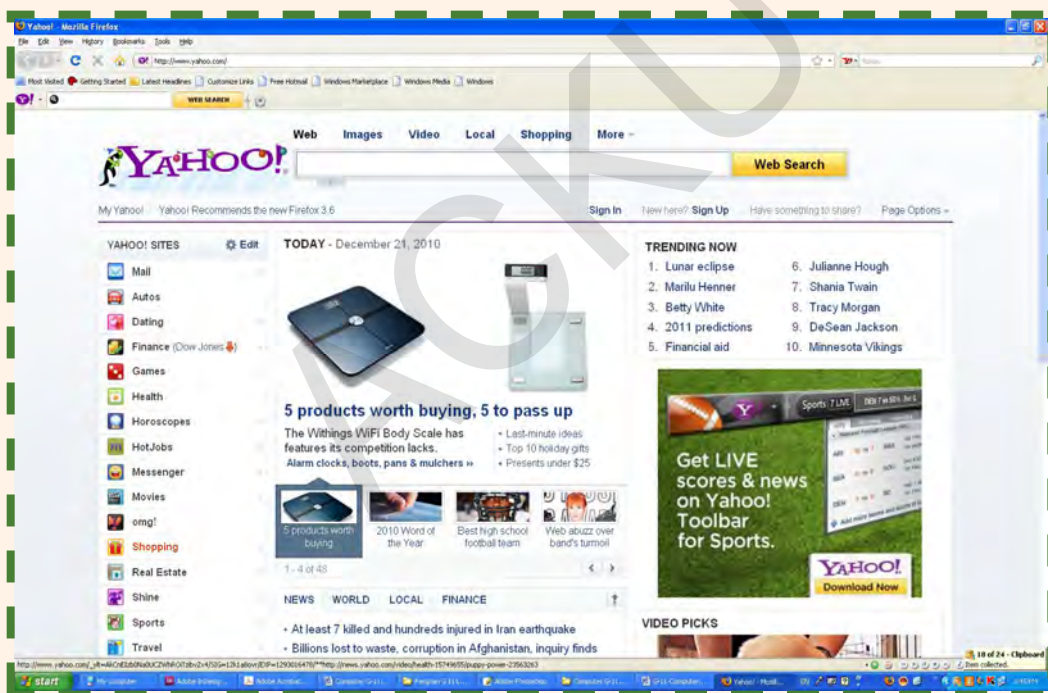 Yahoo! - Mozilla Firefox
File Edit View History Bookmarks Tools Help
http://www.yahoo.com/
Most Visited Getting Started Latest Headlines Customize Links Free Hotmail Windows Marketplace Windows Media Windows
WEB SEARCH
Web Images Video Local Shopping More
YAHOO!
Web Search
My Yahoo! Yahoo! Recommends the new Firefox 3.6
Sign In New here? Sign Up Have something to share? Page Options
YAHOO! SITES Edit
Mail
Autos
Dating
Finance (Dow Jones)
Games
Health
Horoscopes
HotJobs
Messenger
Movies
omg!
Shopping
Real Estate
Shine
Sports
Travel
TODAY - December 21, 2010
5 products worth buying, 5 to pass up
The Withings WiFi Body Scale has
features its competition lacks.
Alarm clocks, boots, pans & mulchers »
• Last-minute ideas
• Top 10 holiday gifts
• Presents under $25
5 products worth
buying
2010 Word of
the Year
Best high school
football team
Web abuzz over
band's turmoil
1 - 4 of 48
NEWS WORLD LOCAL FINANCE
• At least 7 killed and hundreds injured in Iran earthquake
• Billions lost to waste, corruption in Afghanistan, inquiry finds
TRENDING NOW
1. Lunar eclipse
2. Marilu Henner
3. Betty White
4. 2011 predictions
5. Financial aid
6. Julianne Hough
7. Shania Twain
8. Tracy Morgan
9. DeSean Jackson
10. Minnesota Vikings
Sports 7 LIVE
Get LIVE
scores & news
on Yahoo!
Toolbar
for Sports.
YAHOO!
Download Now
VIDEO PICKS
18 of 24 - Clipboard
Item collected.
start My computer
ACKU